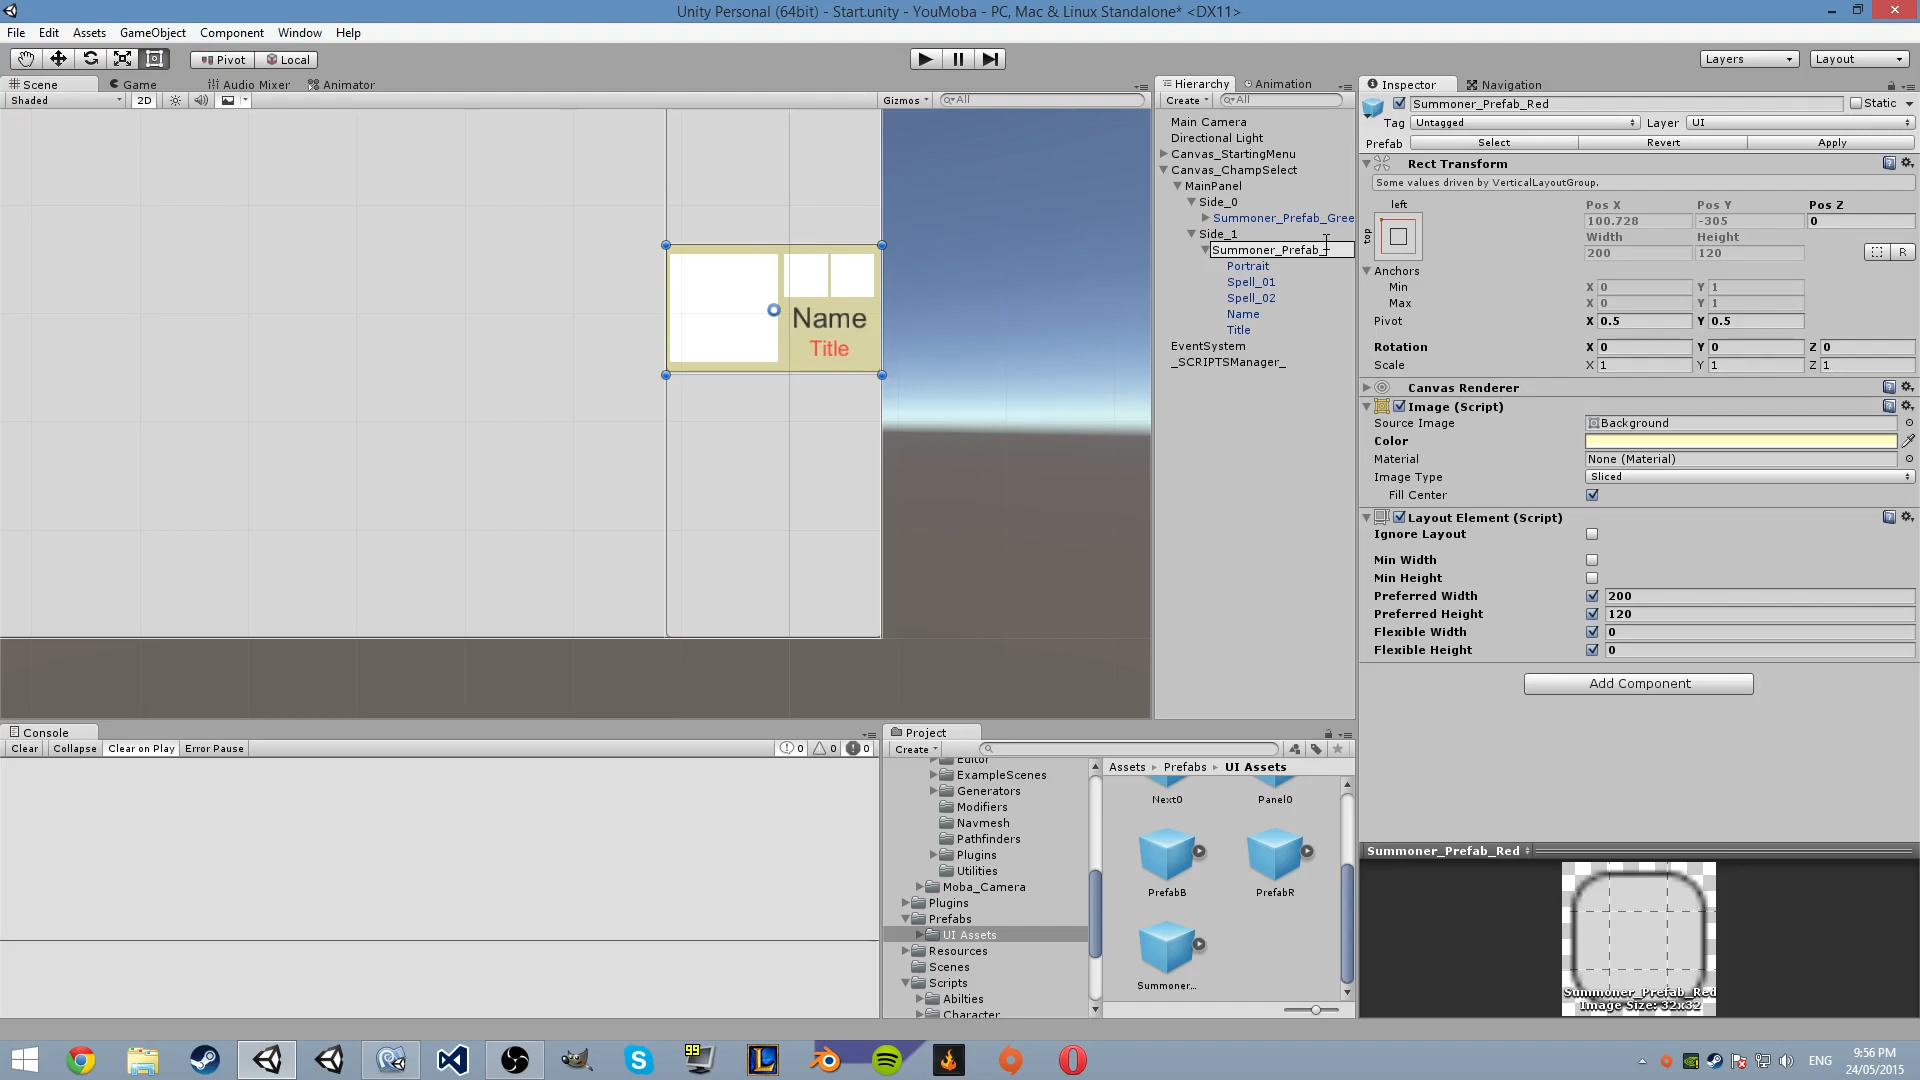 Unity Personal (64bit) - Start.unity - YouMoba - PC, Mac & Linux Standalone* <DX11>
File Edit Assets GameObject Component Window Help
Pivot Local Layers Layout
Scene Game Audio Mixer Animator
Shaded 2D Gizmos All
Hierarchy Animation
Create All
Main Camera
Directional Light
Canvas_StartingMenu
Canvas_ChampSelect
MainPanel
Side_0
Summoner_Prefab_Gree
Side_1
Summoner_Prefab_
Portrait
Spell_01
Spell_02
Name
Title
EventSystem
_SCRIPTSManager_
Name
Title
Inspector Navigation
Summoner_Prefab_Red Static
Tag Untagged Layer UI
Prefab Select Revert Apply
Rect Transform
Some values driven by VerticalLayoutGroup.
left Pos X Pos Y Pos Z
top 100.728 -305 0
Width Height
200 120 R
Anchors
Min X 0 Y 1
Max X 0 Y 1
Pivot X 0.5 Y 0.5
Rotation X 0 Y 0 Z 0
Scale X 1 Y 1 Z 1
Canvas Renderer
Image (Script)
Source Image Background
Color
Material None (Material)
Image Type Sliced
Fill Center
Layout Element (Script)
Ignore Layout
Min Width
Min Height
Preferred Width 200
Preferred Height 120
Flexible Width 0
Flexible Height 0
Add Component
Summoner_Prefab_Red
Summoner_Prefab_Red
Image Size: 32x32
Console
Clear Collapse Clear on Play Error Pause 0 0 0
Project
Create
Editor
ExampleScenes
Generators
Modifiers
Navmesh
Pathfinders
Plugins
Utilities
Moba_Camera
Plugins
Prefabs
UI Assets
Resources
Scenes
Scripts
Abilties
Character
Assets Prefabs UI Assets
Next0 Panel0
PrefabB PrefabR
Summoner...
99
L
ENG
9:56 PM
24/05/2015